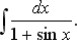 ∫ dx / (1 + sin x).